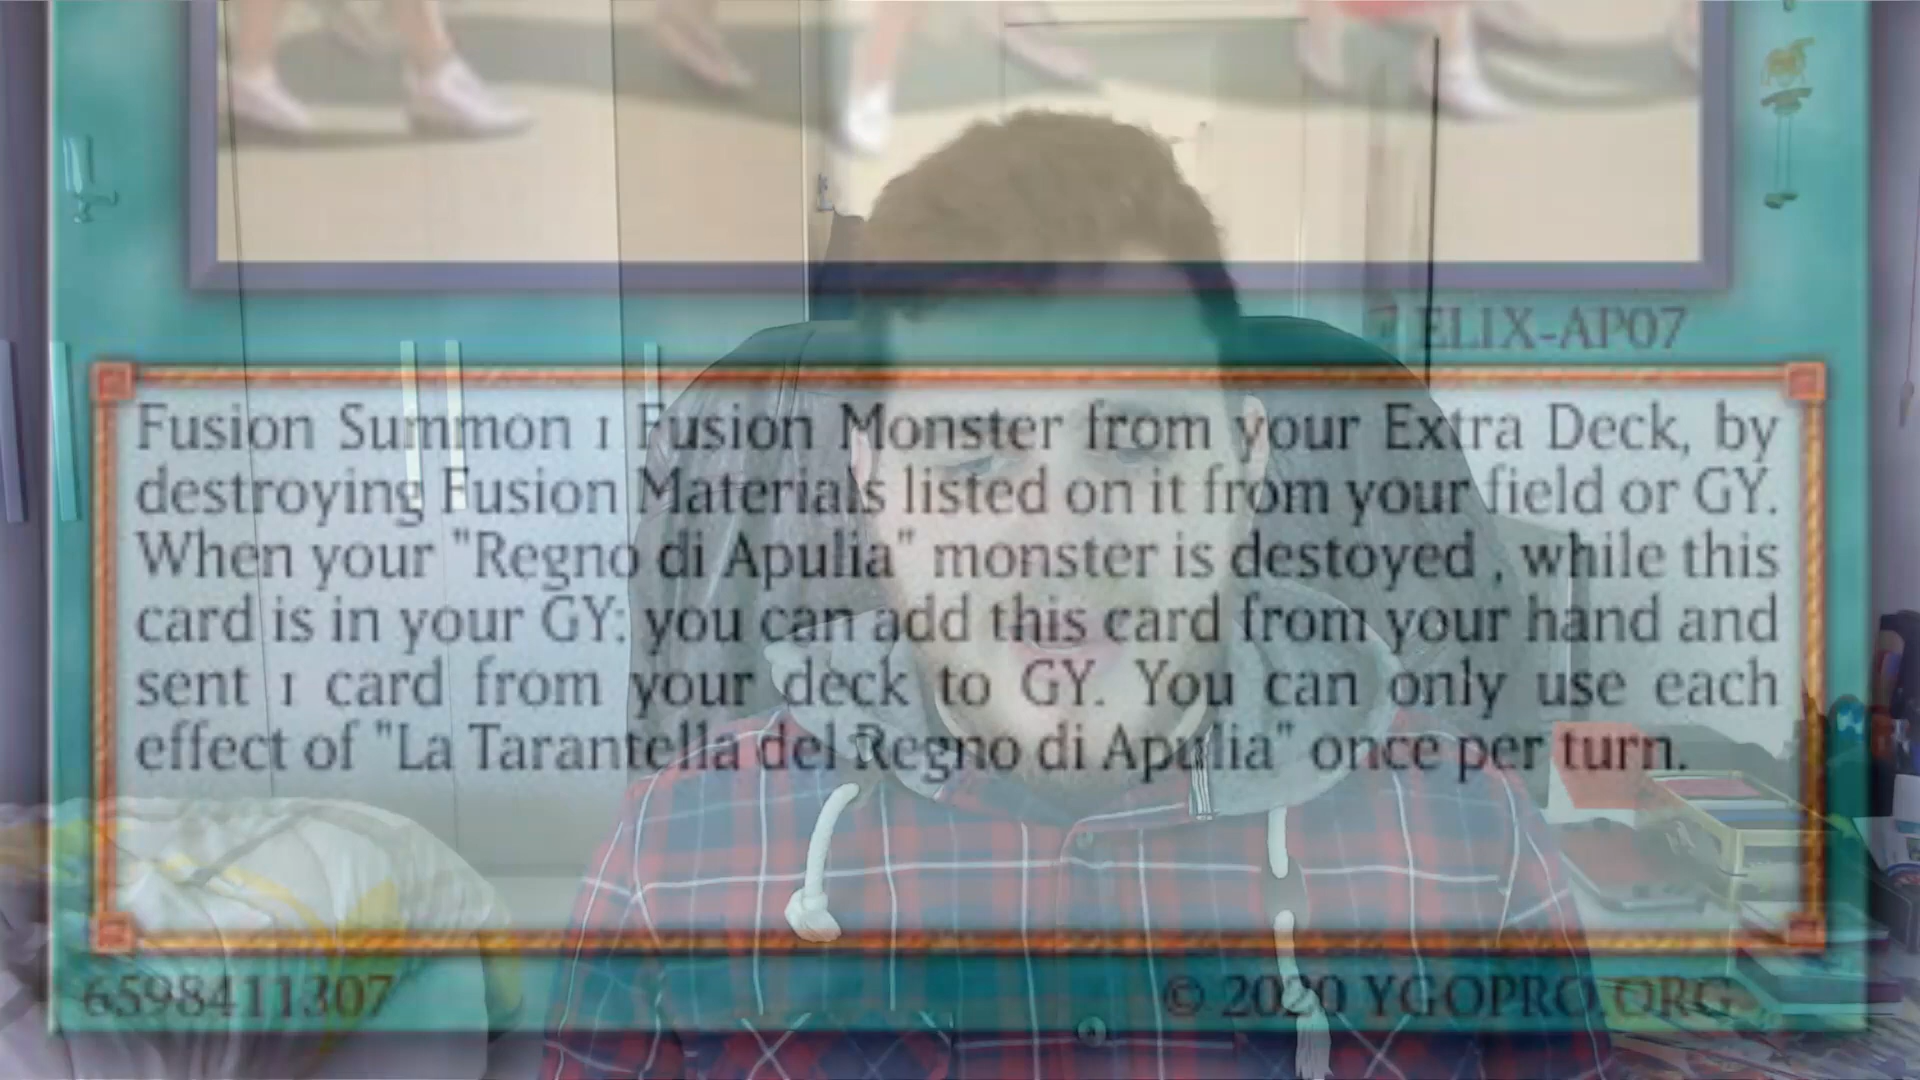 ELIX-AP07
Fusion Summon 1 Fusion Monster from your Extra Deck, by
destroying Fusion Materials listed on it from your field or GY.
When your "Regno di Apulia" monster is destoyed , while this
card is in your GY: you can add this card from your hand and
sent 1 card from your deck to GY. You can only use each
effect of "La Tarantella del Regno di Apulia" once per turn.
6598411307
© 2020 YGOPRO.ORG